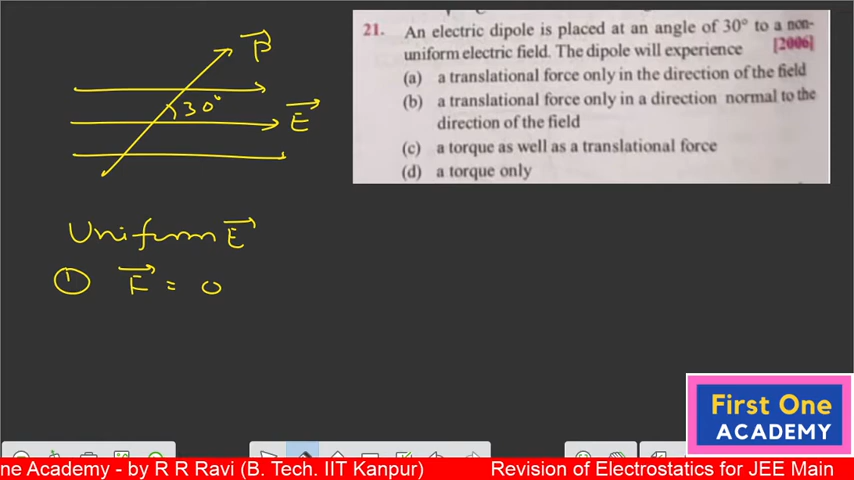 P
30°
E
Uniform E
① F = 0
21. An electric dipole is placed at an angle of 30° to a non-
uniform electric field. The dipole will experience [2006]
(a) a translational force only in the direction of the field
(b) a translational force only in a direction normal to the
direction of the field
(c) a torque as well as a translational force
(d) a torque only
First One
ACADEMY
ne Academy - by R R Ravi (B. Tech. IIT Kanpur) Revision of Electrostatics for JEE Main